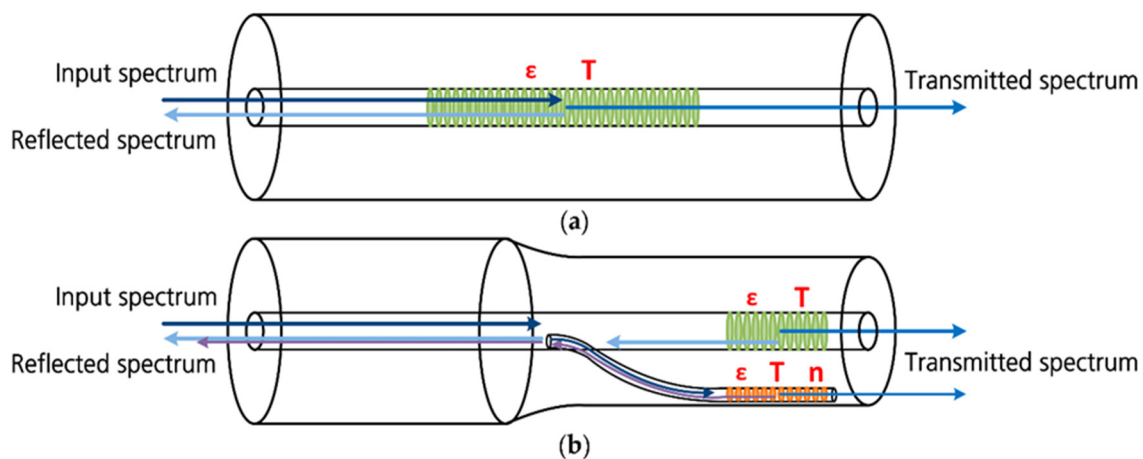 ε T
Input spectrum
Transmitted spectrum
Reflected spectrum
(a)
Input spectrum
ε T
Reflected spectrum
Transmitted spectrum
ε T n
(b)